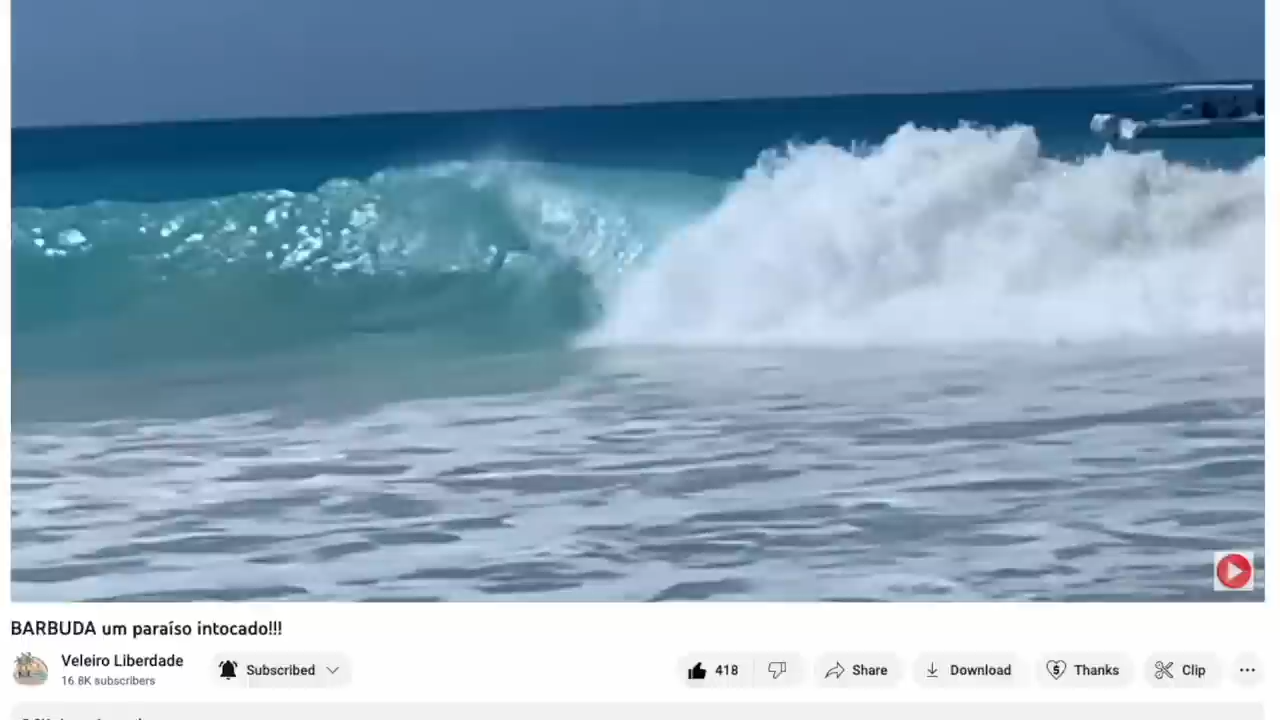 BARBUDA um paraíso intocado!!!
Veleiro Liberdade
16.8K subscribers
Subscribed
418
Share
Download
Thanks
Clip